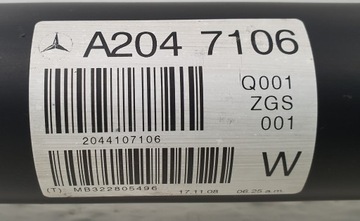 A204 7106
Q001
ZGS
001
2044107106
W
(T) MB322805496 17.11.08 06:25 a.m.